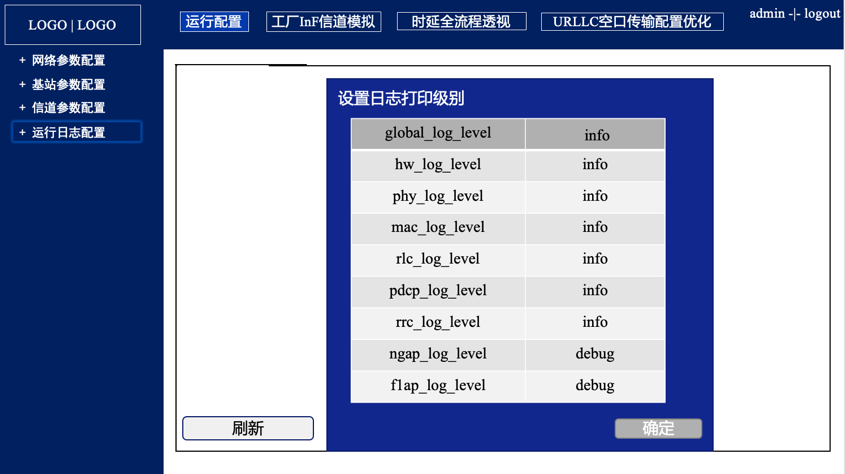 LOGO | LOGO
运行配置
工厂InF信道模拟
时延全流程透视
URLLC空口传输配置优化
admin -|- logout
+ 网络参数配置
+ 基站参数配置
+ 信道参数配置
+ 运行日志配置
设置日志打印级别
global_log_level info
hw_log_level info
phy_log_level info
mac_log_level info
rlc_log_level info
pdcp_log_level info
rrc_log_level info
ngap_log_level debug
f1ap_log_level debug
刷新
确定